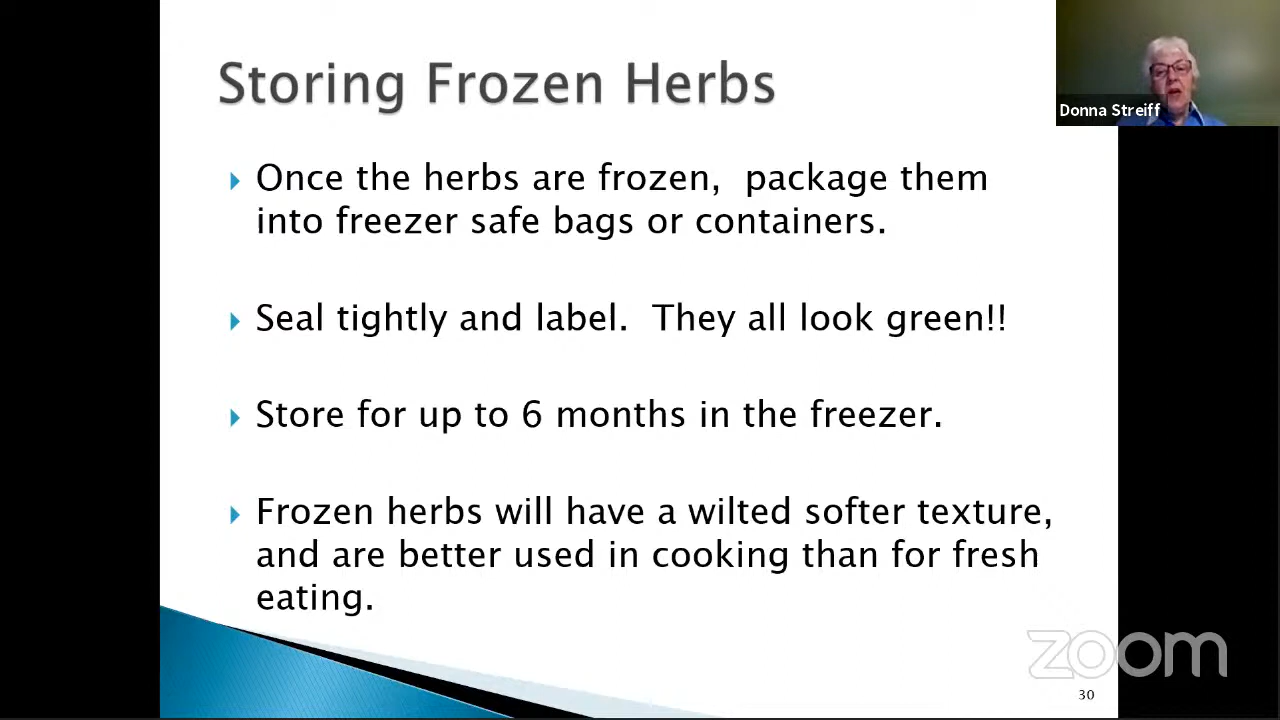 Storing Frozen Herbs
Donna Streiff
Once the herbs are frozen,  package them
into freezer safe bags or containers.
Seal tightly and label.  They all look green!!
Store for up to 6 months in the freezer.
Frozen herbs will have a wilted softer texture,
and are better used in cooking than for fresh
eating.
zoom
30